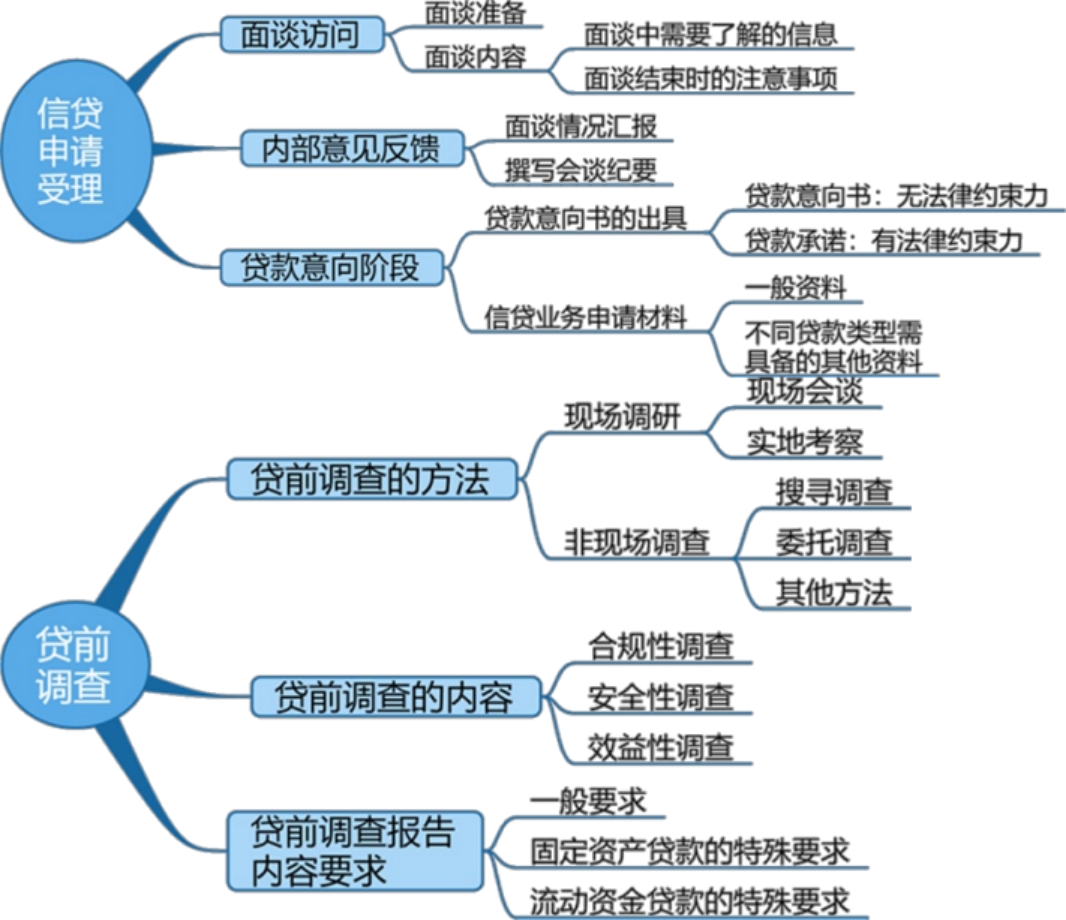 信贷
申请
受理
面谈访问
面谈准备
面谈内容
面谈中需要了解的信息
面谈结束时的注意事项
内部意见反馈
面谈情况汇报
撰写会谈纪要
贷款意向阶段
贷款意向书的出具
贷款意向书：无法律约束力
贷款承诺：有法律约束力
信贷业务申请材料
一般资料
不同贷款类型需
具备的其他资料
贷前
调查
贷前调查的方法
现场调研
现场会谈
实地考察
非现场调查
搜寻调查
委托调查
其他方法
贷前调查的内容
合规性调查
安全性调查
效益性调查
贷前调查报告
内容要求
一般要求
固定资产贷款的特殊要求
流动资金贷款的特殊要求